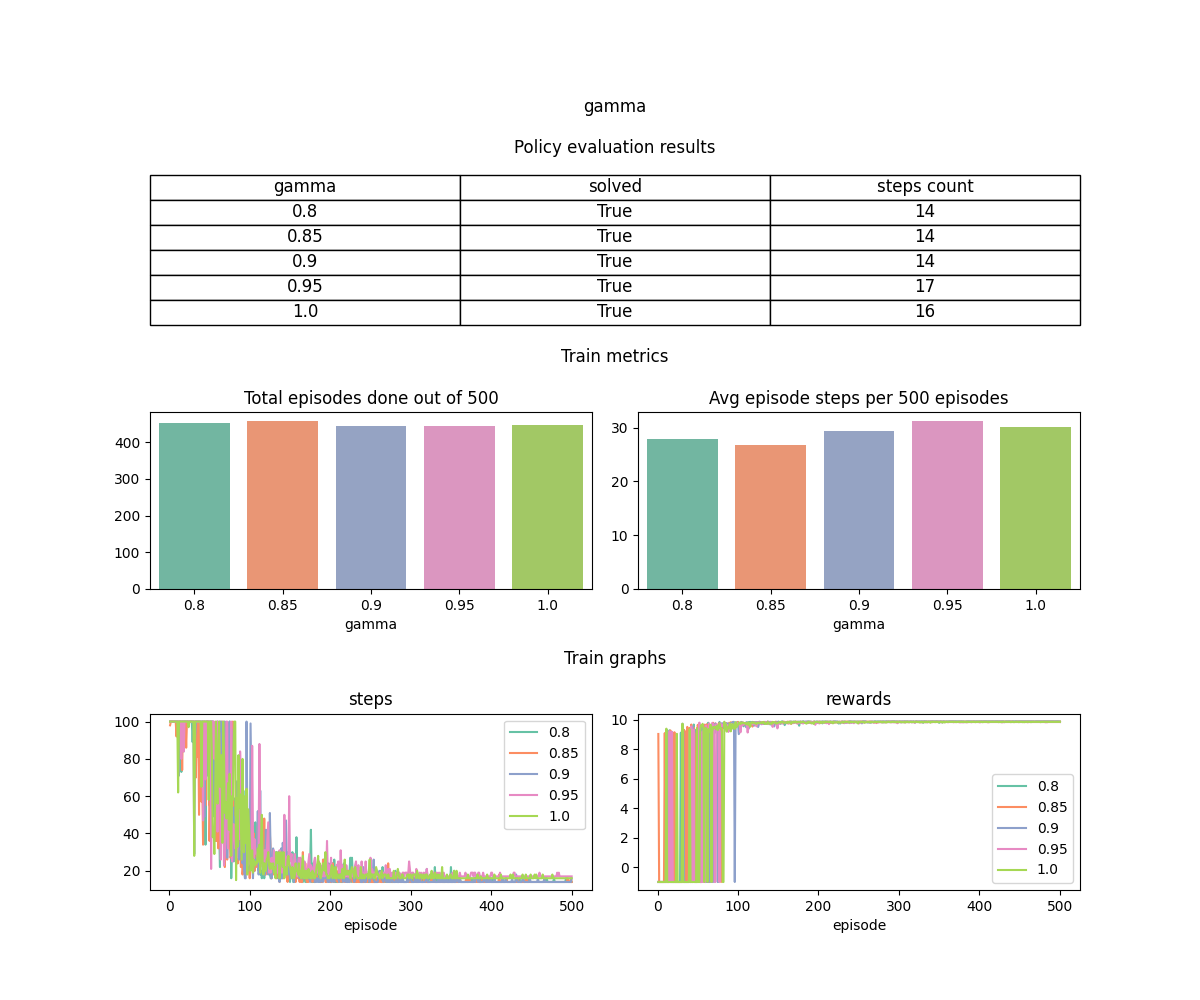 gamma
Policy evaluation results
gamma solved steps count
0.8 True 14
0.85 True 14
0.9 True 14
0.95 True 17
1.0 True 16
Train metrics
Total episodes done out of 500
400
300
200
100
0
0.8 0.85 0.9 0.95 1.0
gamma
Avg episode steps per 500 episodes
30
20
10
0
0.8 0.85 0.9 0.95 1.0
gamma
Train graphs
steps
100
80
60
40
20
0.8
0.85
0.9
0.95
1.0
0 100 200 300 400 500
episode
rewards
10
8
6
4
2
0
0.8
0.85
0.9
0.95
1.0
0 100 200 300 400 500
episode